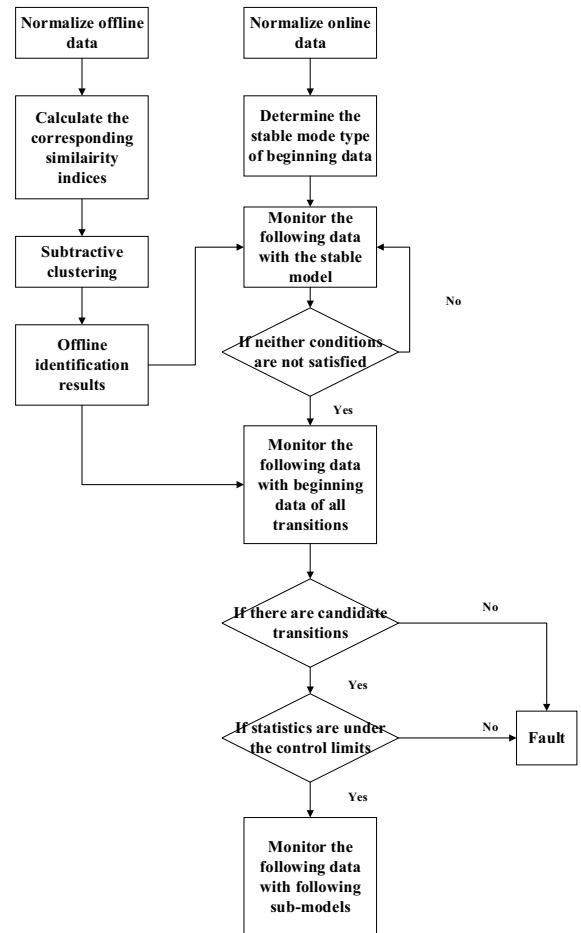 Normalize offline
data
Calculate the
corresponding
similairity
indices
Subtractive
clustering
Offline
identification
results
Normalize online
data
Determine the
stable mode type
of beginning data
Monitor the
following data
with the stable
model
No
If neither conditions
are not satisfied
Yes
Monitor the
following data
with beginning
data of all
transitions
If there are candidate
transitions
No
Yes
If statistics are under
the control limits
No
Fault
Yes
Monitor the
following data
with following
sub-models